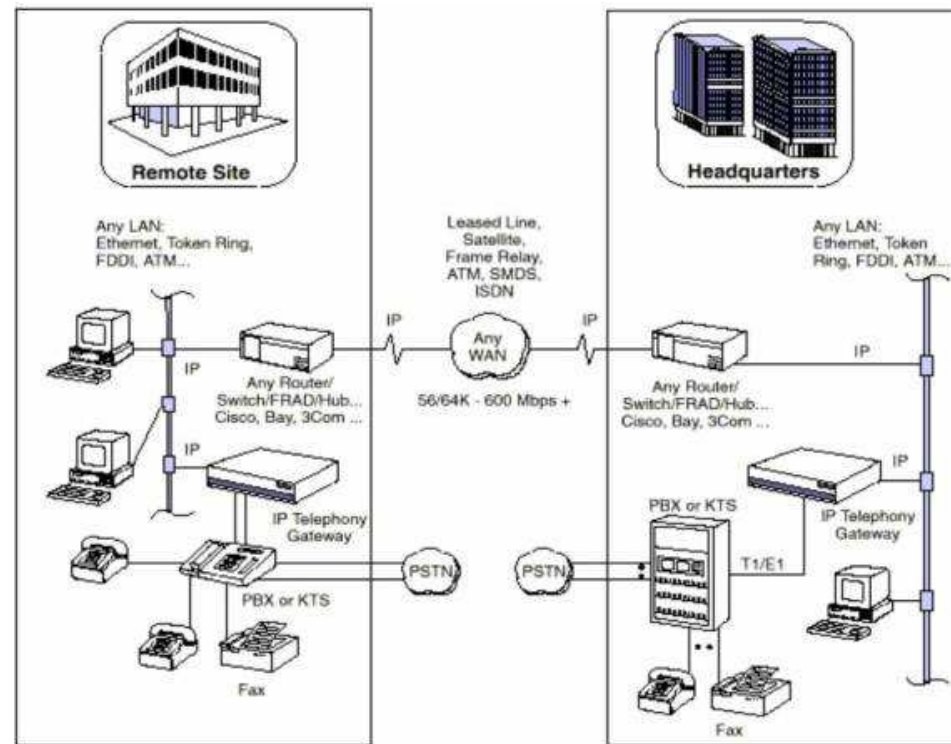 Remote Site
Any LAN:
Ethernet, Token Ring,
FDDI, ATM...
IP
Any Router/
Switch/FRAD/Hub...
Cisco, Bay, 3Com ...
IP
IP Telephony
Gateway
PBX or KTS
Fax
Leased Line,
Satellite,
Frame Relay,
ATM, SMDS,
ISDN
IP
Any
WAN
IP
56/64K - 600 Mbps +
PSTN
PSTN
Headquarters
Any LAN:
Ethernet, Token
Ring, FDDI, ATM...
IP
Any Router/
Switch/FRAD/Hub...
Cisco, Bay, 3Com ...
IP
PBX or KTS
IP Telephony
Gateway
T1/E1
Fax